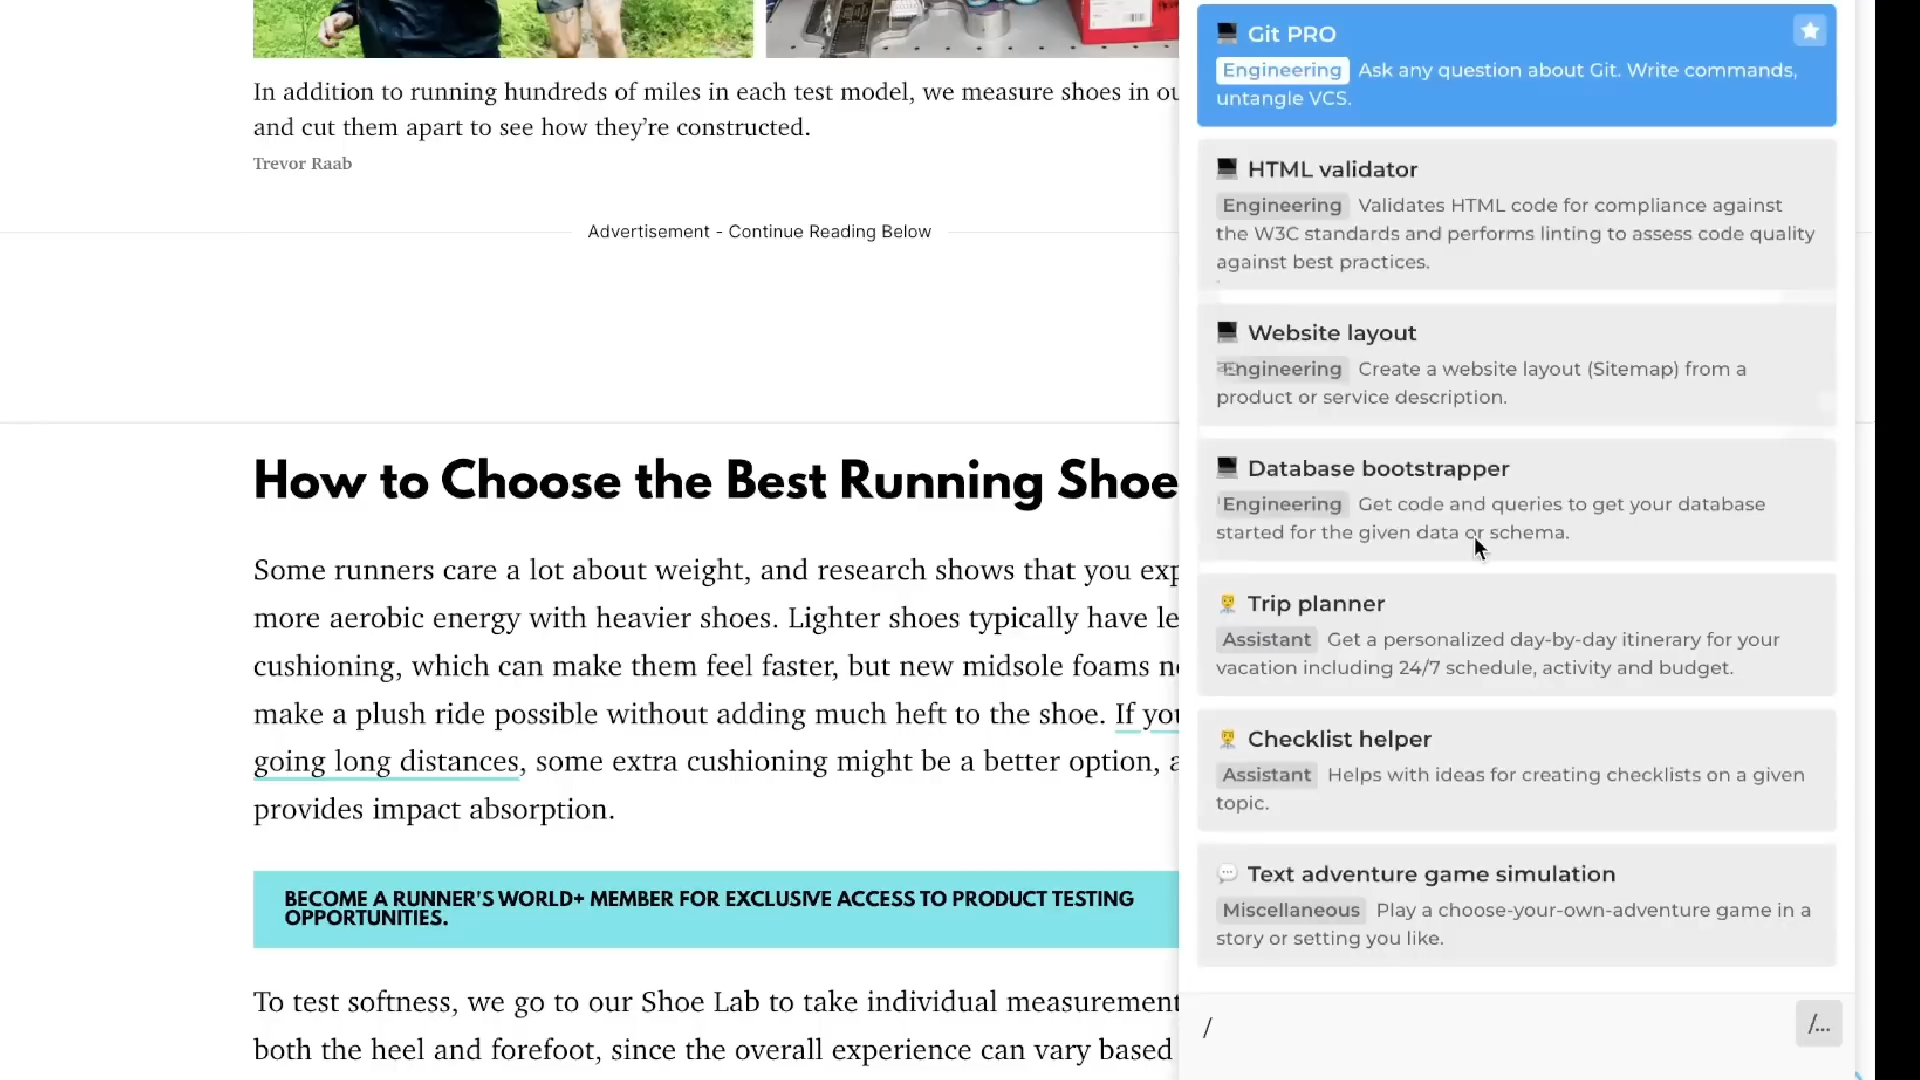 In addition to running hundreds of miles in each test model, we measure shoes in
and cut them apart to see how they’re constructed.
Trevor Raab
Advertisement - Continue Reading Below
How to Choose the Best Running Shoe
Some runners care a lot about weight, and research shows that you
more aerobic energy with heavier shoes. Lighter shoes typically have
cushioning, which can make them feel faster, but new midsole foams
make a plush ride possible without adding much heft to the shoe. If you
going long distances, some extra cushioning might be a better option,
provides impact absorption.
BECOME A RUNNER'S WORLD+ MEMBER FOR EXCLUSIVE ACCESS TO PRODUCT TESTING
OPPORTUNITIES.
To test softness, we go to our Shoe Lab to take individual measurement
both the heel and forefoot, since the overall experience can vary based
Git PRO
Engineering Ask any question about Git. Write commands,
untangle VCS.
HTML validator
Engineering Validates HTML code for compliance against
the W3C standards and performs linting to assess code quality
against best practices.
Website layout
Engineering Create a website layout (Sitemap) from a
product or service description.
Database bootstrapper
Engineering Get code and queries to get your database
started for the given data or schema.
Trip planner
Assistant Get a personalized day-by-day itinerary for your
vacation including 24/7 schedule, activity and budget.
Checklist helper
Assistant Helps with ideas for creating checklists on a given
topic.
Text adventure game simulation
Miscellaneous Play a choose-your-own-adventure game in a
story or setting you like.
/
/...